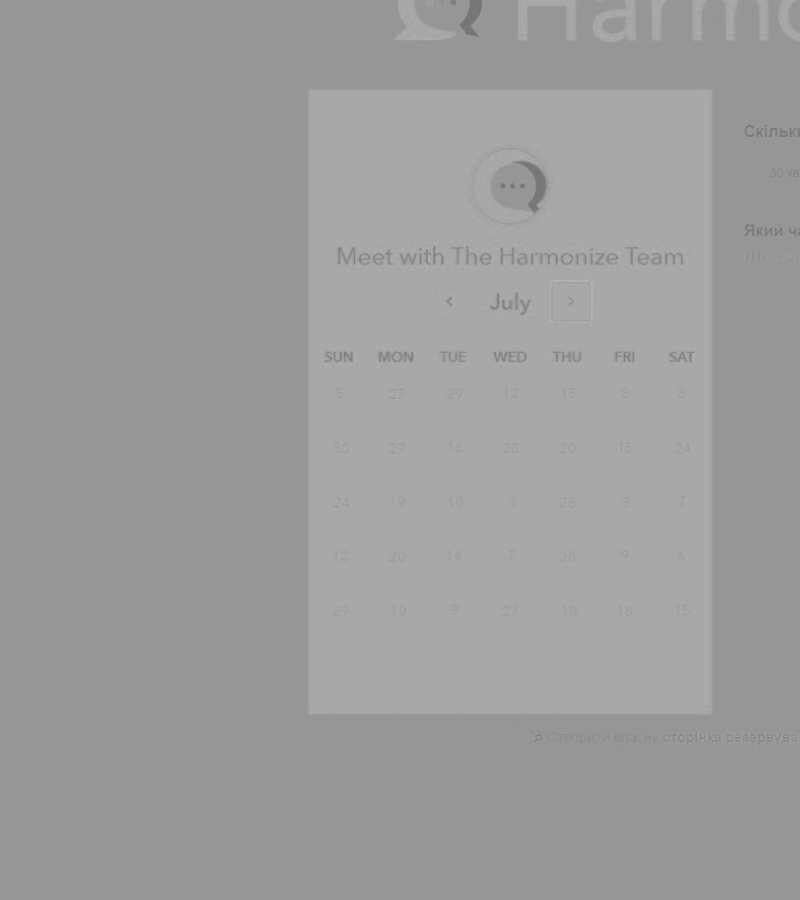 Harmo
Meet with The Harmonize Team
‹ July ›
SUN MON TUE WED THU FRI SAT
5 27 29 12 15 8 8
30 27 16 28 20 15 24
24 19 10 3 28 3 7
12 20 14 7 28 9 6
29 10 9 27 10 18 15
Скільки
30 хв
Який ча
Створити власну сторінка резервува